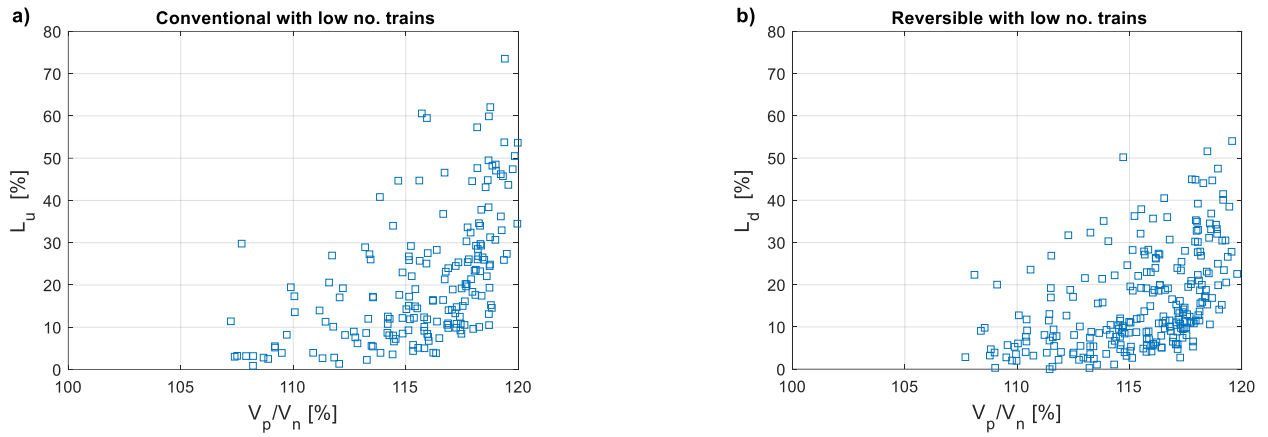 a) Conventional with low no. trains
80
70
60
50
40
30
20
10
0
L_u [%]
100 105 110 115 120
V_p/V_n [%]
b) Reversible with low no. trains
80
70
60
50
40
30
20
10
0
L_d [%]
100 105 110 115 120
V_p/V_n [%]